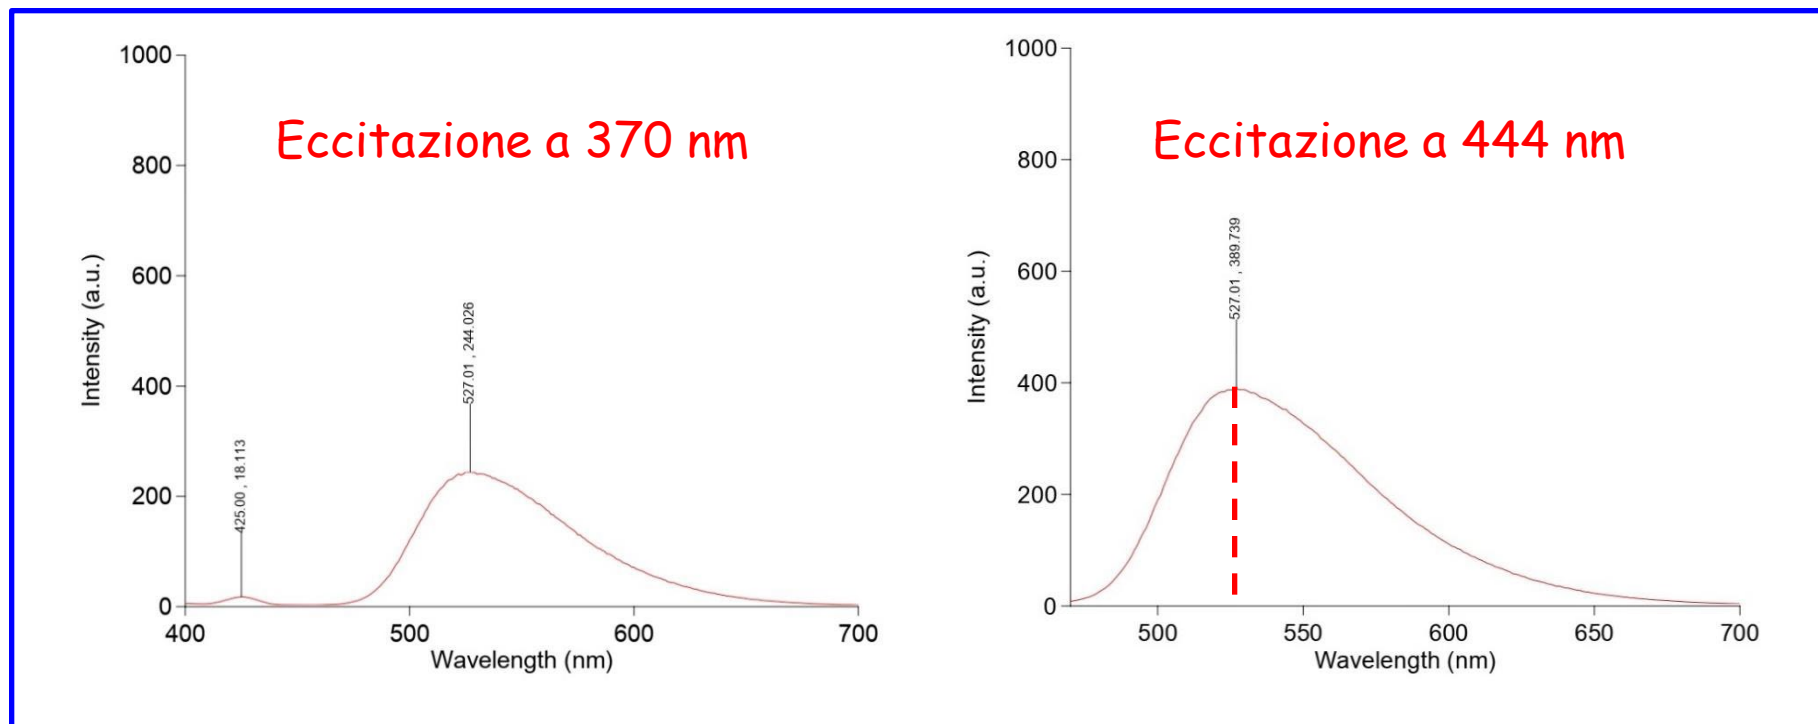 Eccitazione a 370 nm
1000
800
600
400
200
0
Intensity (a.u.)
425.00 , 18.113
527.01 , 244.026
400
500
600
700
Wavelength (nm)
Eccitazione a 444 nm
1000
800
600
400
200
0
Intensity (a.u.)
527.01 , 389.739
500
550
600
650
700
Wavelength (nm)